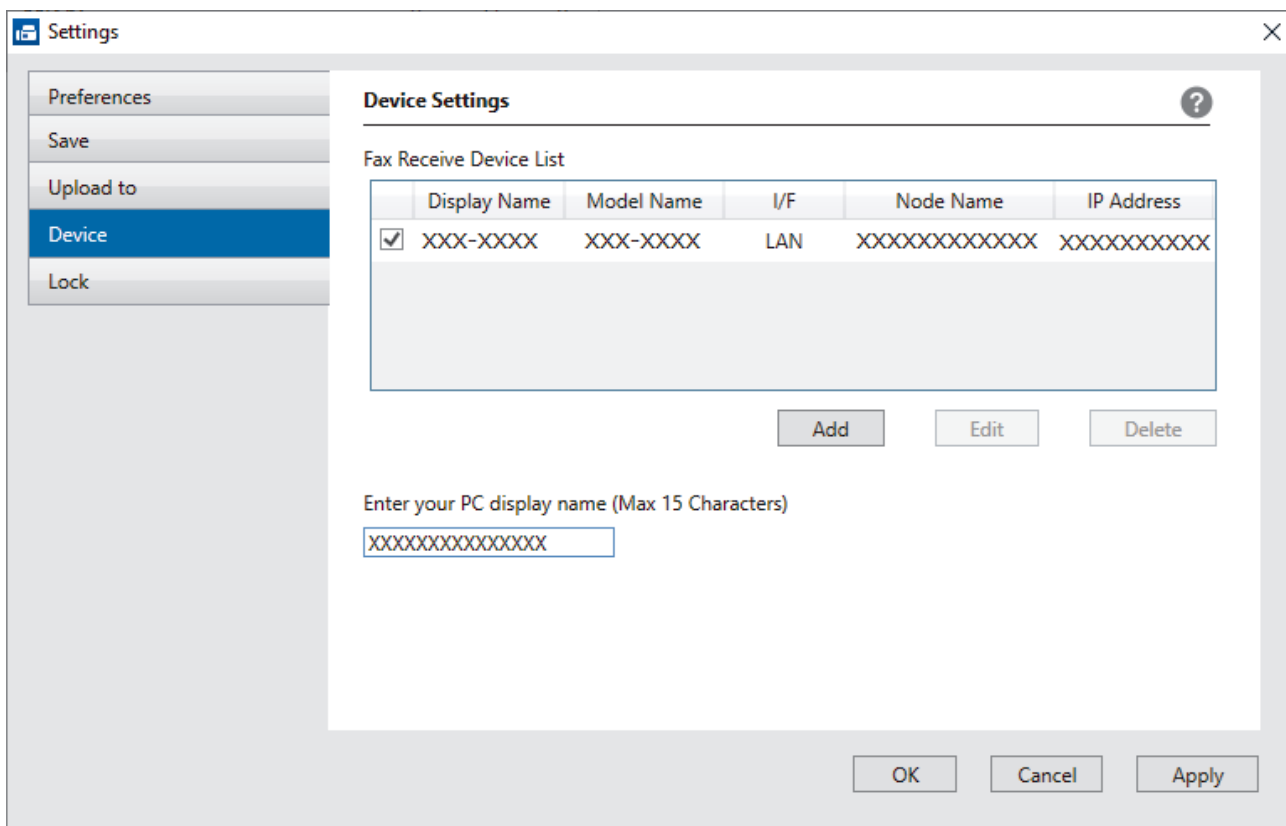 Settings
Preferences
Save
Upload to
Device
Lock
Device Settings
?
Fax Receive Device List
Display Name Model Name I/F Node Name IP Address
XXX-XXXX XXX-XXXX LAN XXXXXXXXXXXX XXXXXXXXXX
Add Edit Delete
Enter your PC display name (Max 15 Characters)
XXXXXXXXXXXXXXX
OK Cancel Apply